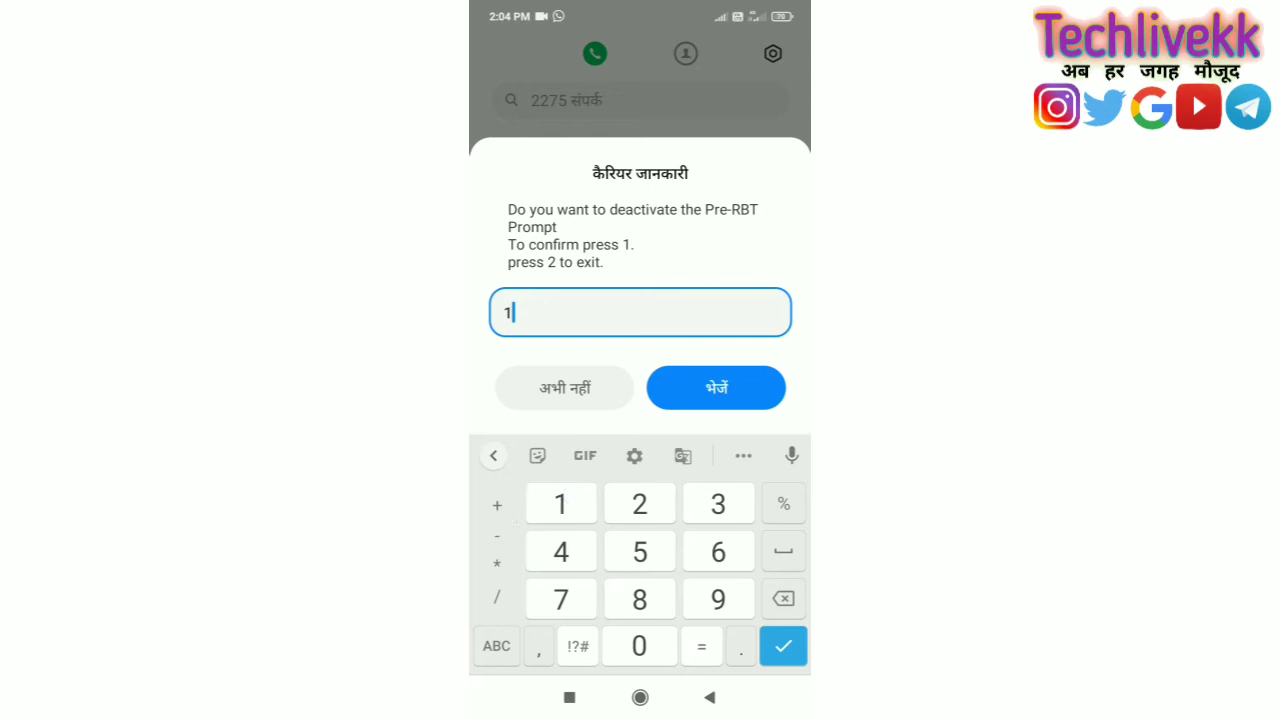 2:04 PM
70
2275 संपर्क
कैरियर जानकारी
Do you want to deactivate the Pre-RBT
Prompt
To confirm press 1.
press 2 to exit.
1
अभी नहीं
भेजें
GIF
+ 1 2 3 %
- 4 5 6
*
/ 7 8 9
ABC , !?# 0 = .
Techlivekk
अब हर जगह मौजूद